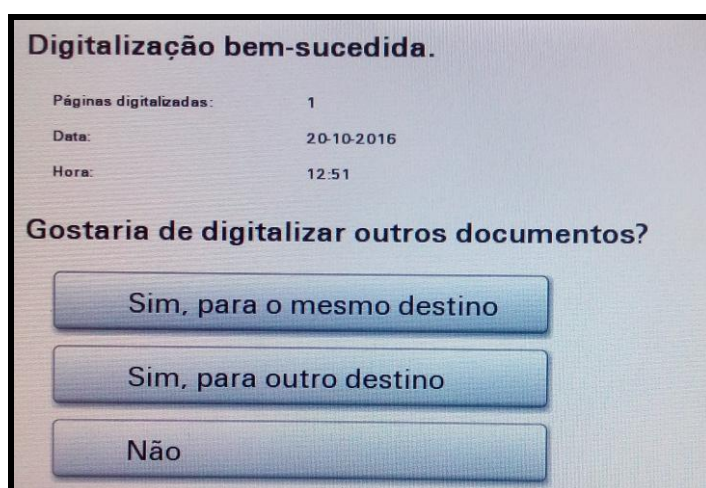 Digitalização bem-sucedida.
Páginas digitalizadas: 1
Data: 20-10-2016
Hora: 12:51
Gostaria de digitalizar outros documentos?
Sim, para o mesmo destino
Sim, para outro destino
Não